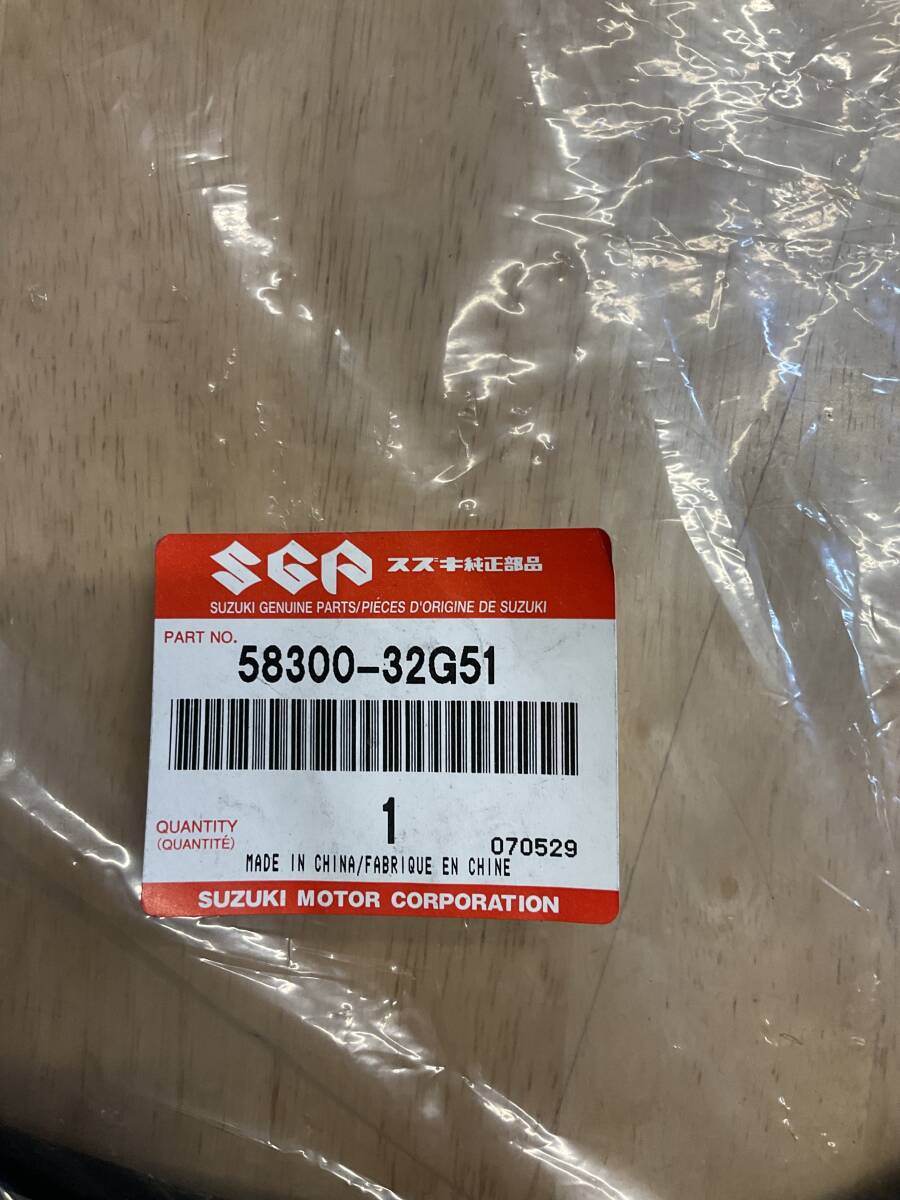 SGP スズキ純正部品
SUZUKI GENUINE PARTS/PIÉCES D'ORIGINE DE SUZUKI
PART NO.
58300-32G51
1
QUANTITY
(QUANTITÉ)
070529
MADE IN CHINA/FABRIQUE EN CHINE
SUZUKI MOTOR CORPORATION